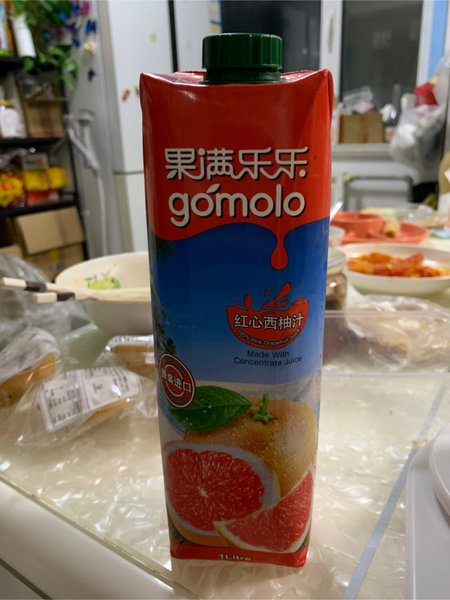 果满乐乐
gomolo
红心西柚汁
Made With
Concentrate Juice
原装进口
1Litre